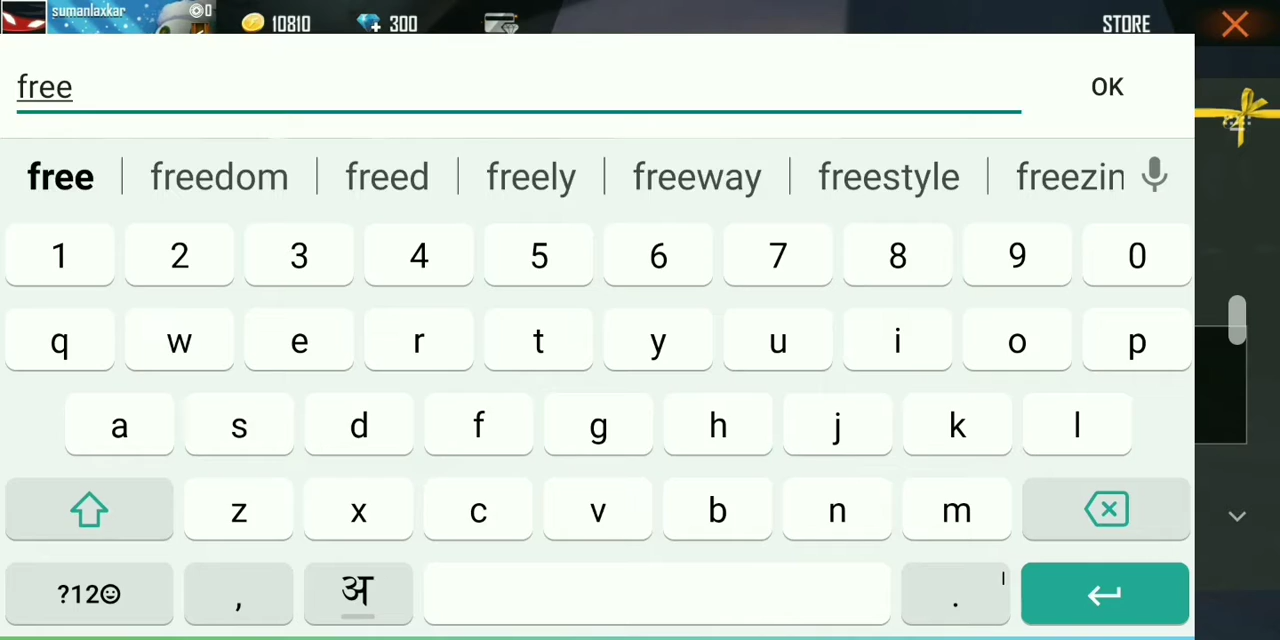 sumanlaxkar 0 10810 300 STORE
free OK
free freedom freed freely freeway freestyle freezin
1 2 3 4 5 6 7 8 9 0
q w e r t y u i o p
a s d f g h j k l
z x c v b n m
?12☺ , अ .